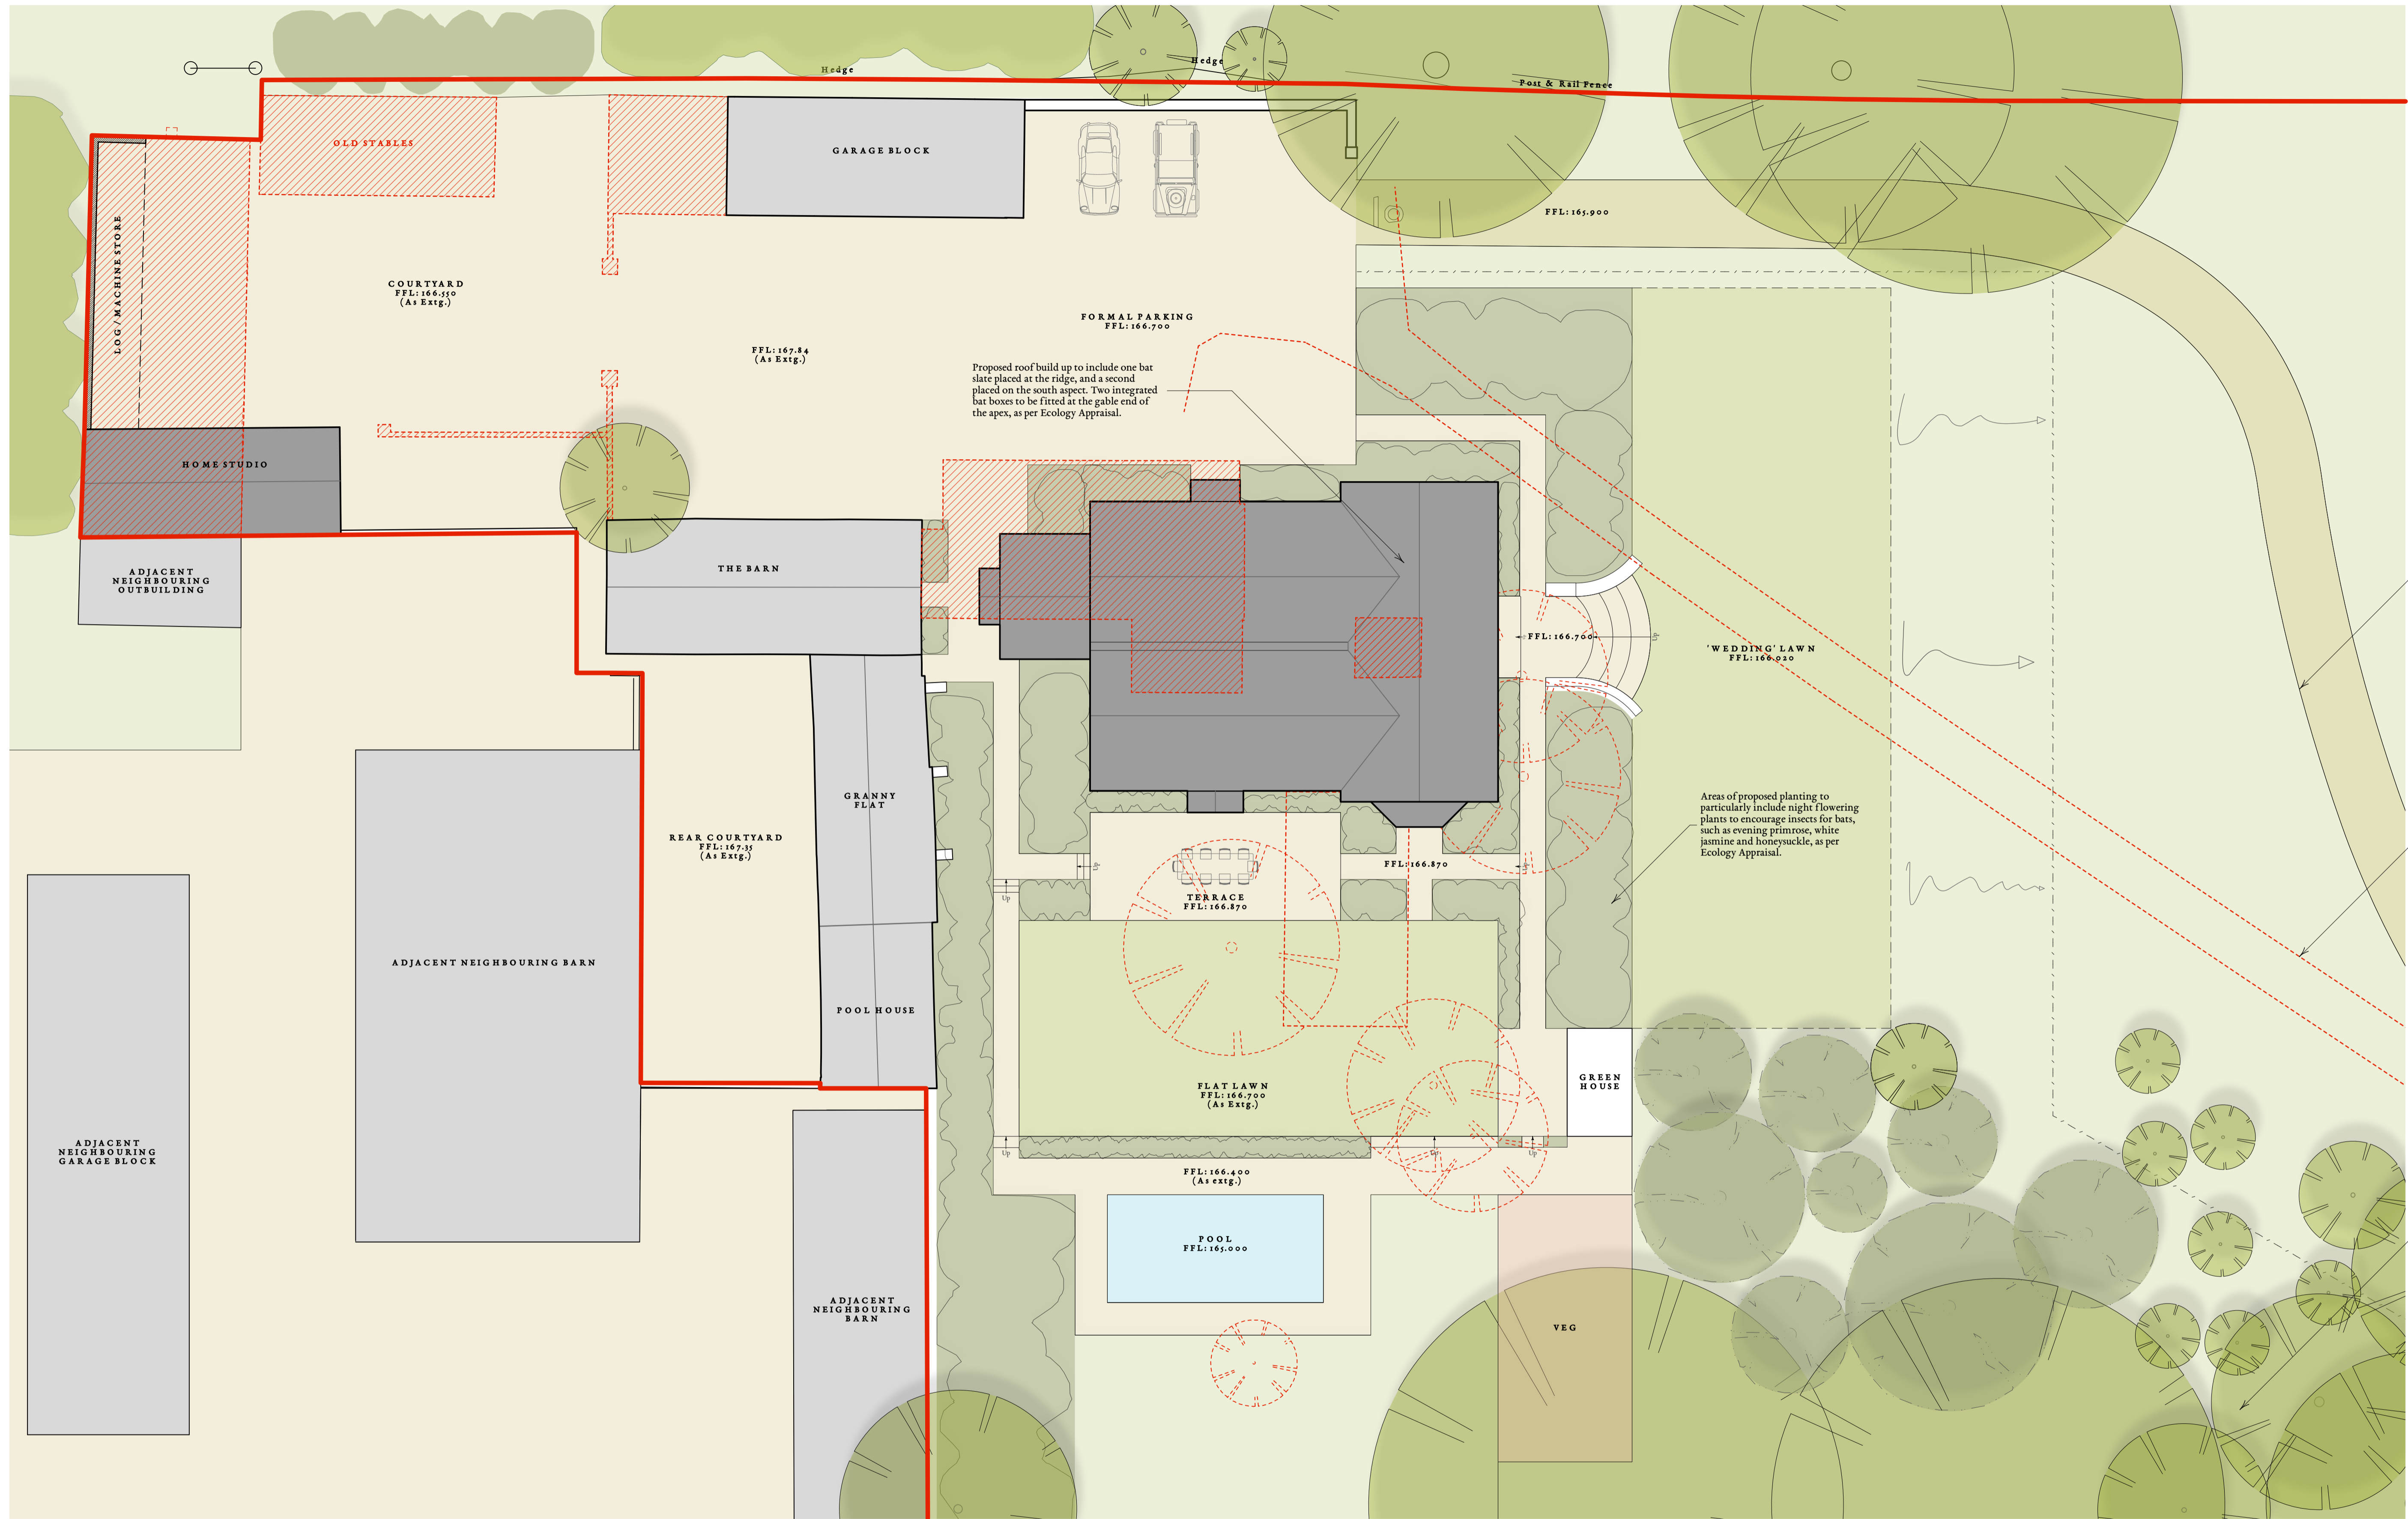 Hedge
Hedge
Post & Rail Fence
OLD STABLES
GARAGE BLOCK
FFL: 165.900
LOG / MACHINE STORE
COURTYARD
FFL: 166.550
(As Extg.)
FORMAL PARKING
FFL: 166.700
FFL: 167.84
(As Extg.)
Proposed roof build up to include one bat
slate placed at the ridge, and a second
placed on the south aspect. Two integrated
bat boxes to be fitted at the gable end of
the apex, as per Ecology Appraisal.
HOME STUDIO
THE BARN
ADJACENT
NEIGHBOURING
OUTBUILDING
FFL: 166.700
Up
'WEDDING' LAWN
FFL: 166.020
GRANNY
FLAT
REAR COURTYARD
FFL: 167.35
(As Extg.)
Areas of proposed planting to
particularly include night flowering
plants to encourage insects for bats,
such as evening primrose, white
jasmine and honeysuckle, as per
Ecology Appraisal.
Up
FFL: 166.870
Up
Up
TERRACE
FFL: 166.870
ADJACENT NEIGHBOURING BARN
POOL HOUSE
FLAT LAWN
FFL: 166.700
(As Extg.)
GREEN
HOUSE
ADJACENT
NEIGHBOURING
GARAGE BLOCK
Up
Up
Up
FFL: 166.400
(As extg.)
POOL
FFL: 165.000
ADJACENT
NEIGHBOURING
BARN
VEG